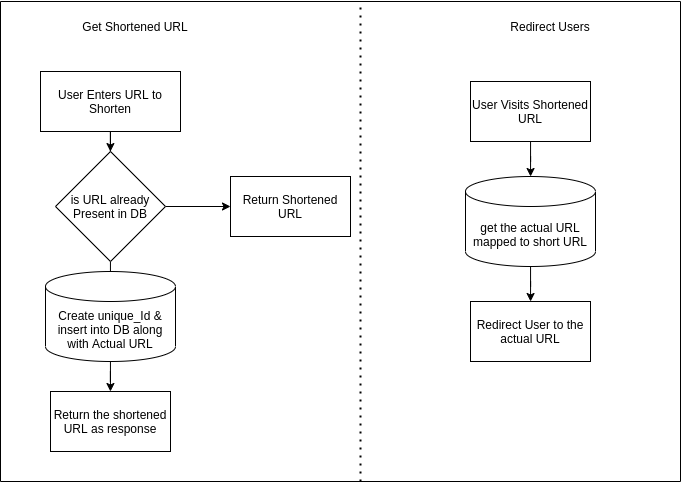 Get Shortened URL
User Enters URL to
Shorten
is URL already
Present in DB
Return Shortened
URL
Create unique_Id &
insert into DB along
with Actual URL
Return the shortened
URL as response
Redirect Users
User Visits Shortened
URL
get the actual URL
mapped to short URL
Redirect User to the
actual URL